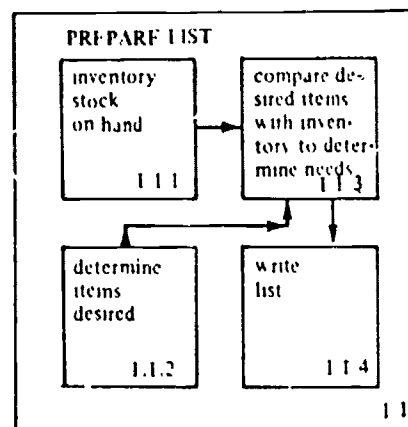 PREPARE LIST
inventory
stock
on hand
1 1 1
compare de-
sired items
with inven-
tory to deter-
mine needs
1 1 3
determine
items
desired
1.1.2
write
list
1 1 4
1 1